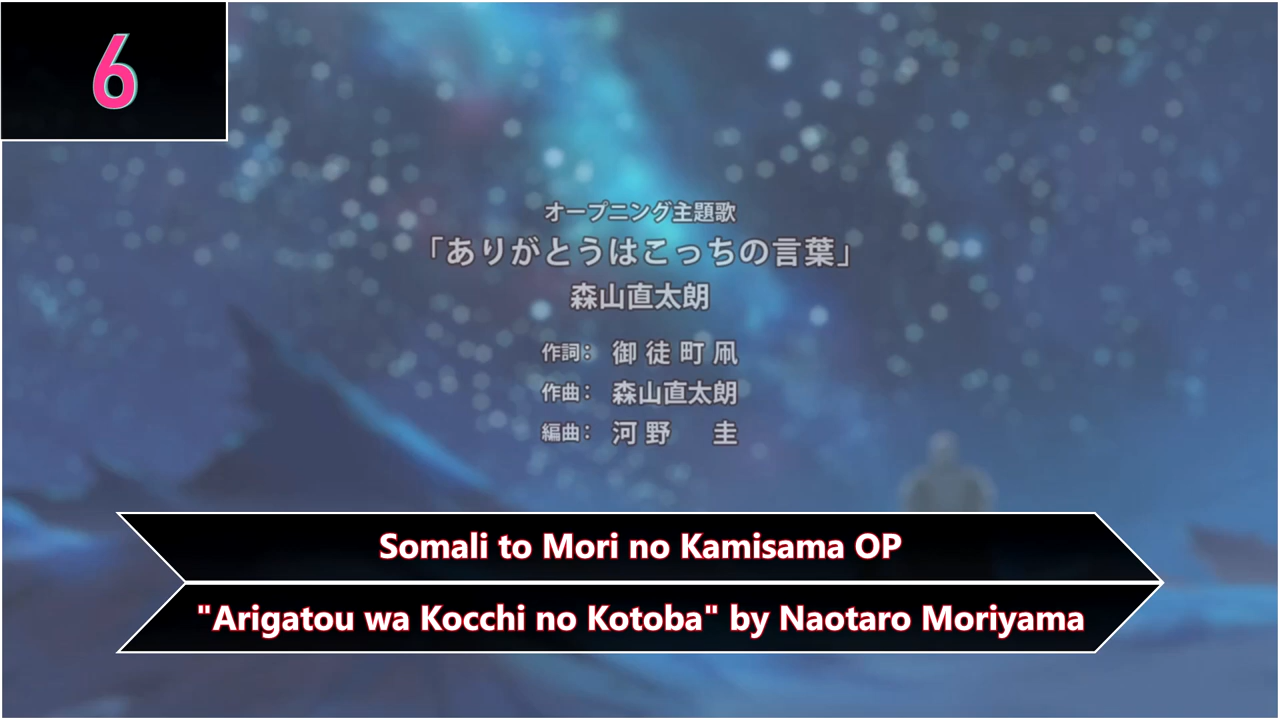 6
オープニング主題歌
「ありがとうはこっちの言葉」
森山直太朗
作詞： 御徒町凧
作曲： 森山直太朗
編曲： 河野 圭
Somali to Mori no Kamisama OP
"Arigatou wa Kocchi no Kotoba" by Naotaro Moriyama